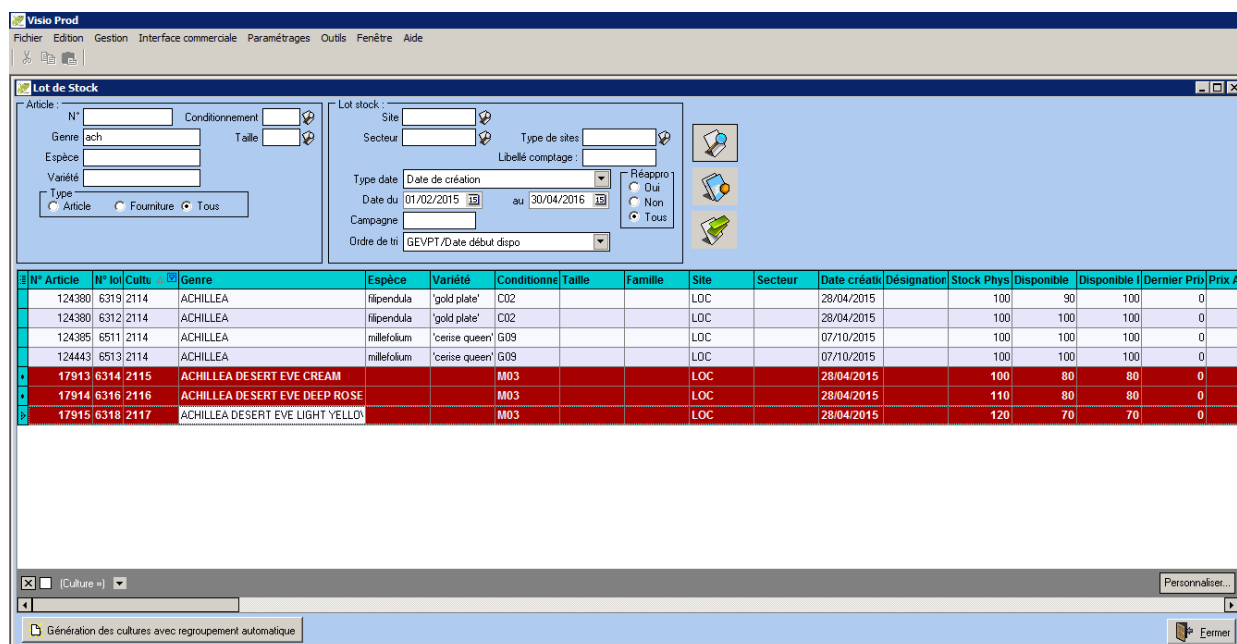 Visio Prod
Fichier Edition Gestion Interface commerciale Paramétrages Outils Fenêtre Aide
Lot de Stock
Article :
N°
Conditionnement
Genre ach
Taille
Espèce
Variété
Type
Article Fourniture Tous
Lot stock :
Site
Secteur
Type de sites
Libellé comptage :
Type date Date de création
Date du 01/02/2015 15 au 30/04/2016 15
Campagne
Ordre de tri GEVPT/Date début dispo
Réappro
Oui
Non
Tous
N° Article N° lot Cultu Genre Espèce Variété Conditionne Taille Famille Site Secteur Date créatic Désignation Stock Phys Disponible Disponible I Dernier Prix Prix A
124380 6319 2114 ACHILLEA filipendula 'gold plate' C02 LOC 28/04/2015 100 90 100 0
124380 6312 2114 ACHILLEA filipendula 'gold plate' C02 LOC 28/04/2015 100 100 100 0
124385 6511 2114 ACHILLEA millefolium 'cerise queen' G09 LOC 07/10/2015 100 100 100 0
124443 6513 2114 ACHILLEA millefolium 'cerise queen' G09 LOC 07/10/2015 100 100 100 0
17913 6314 2115 ACHILLEA DESERT EVE CREAM M03 LOC 28/04/2015 100 80 80 0
17914 6316 2116 ACHILLEA DESERT EVE DEEP ROSE M03 LOC 28/04/2015 110 80 80 0
17915 6318 2117 ACHILLEA DESERT EVE LIGHT YELLOV M03 LOC 28/04/2015 120 70 70 0
(Culture =)
Personnaliser...
Génération des cultures avec regroupement automatique
Fermer